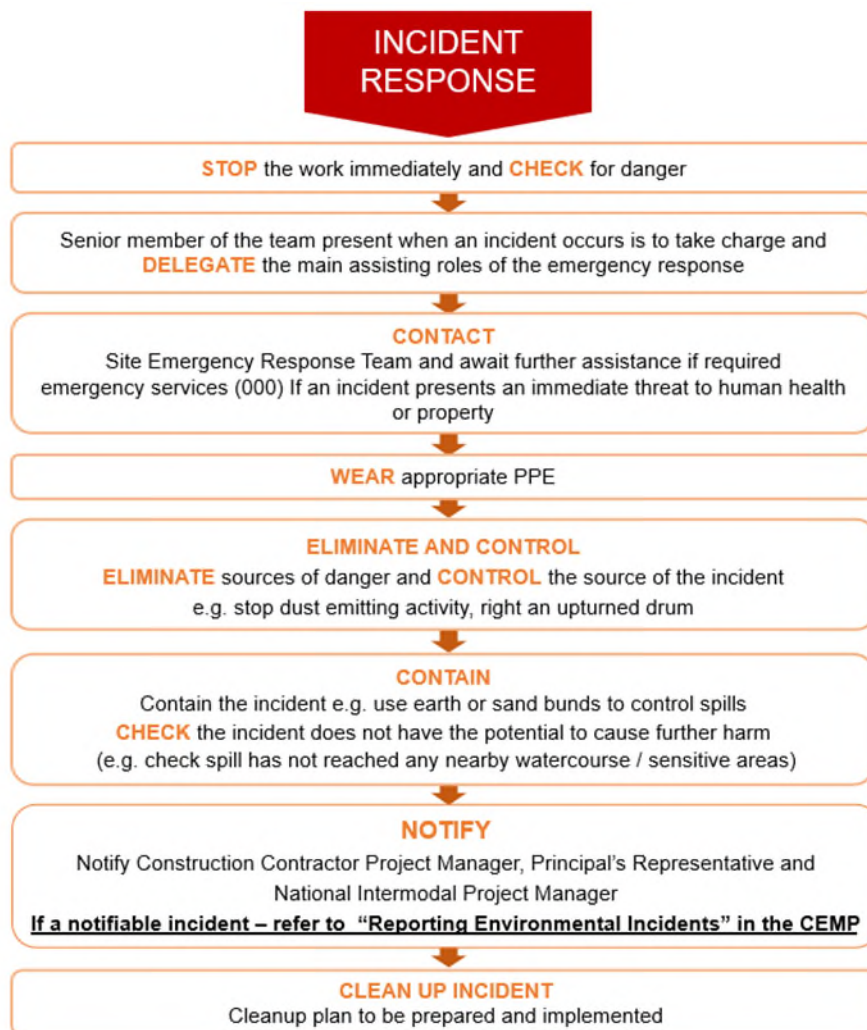 INCIDENT
RESPONSE
STOP the work immediately and CHECK for danger
Senior member of the team present when an incident occurs is to take charge and
DELEGATE the main assisting roles of the emergency response
CONTACT
Site Emergency Response Team and await further assistance if required
emergency services (000) If an incident presents an immediate threat to human health
or property
WEAR appropriate PPE
ELIMINATE AND CONTROL
ELIMINATE sources of danger and CONTROL the source of the incident
e.g. stop dust emitting activity, right an upturned drum
CONTAIN
Contain the incident e.g. use earth or sand bunds to control spills
CHECK the incident does not have the potential to cause further harm
(e.g. check spill has not reached any nearby watercourse / sensitive areas)
NOTIFY
Notify Construction Contractor Project Manager, Principal's Representative and
National Intermodal Project Manager
If a notifiable incident – refer to “Reporting Environmental Incidents” in the CEMP
CLEAN UP INCIDENT
Cleanup plan to be prepared and implemented